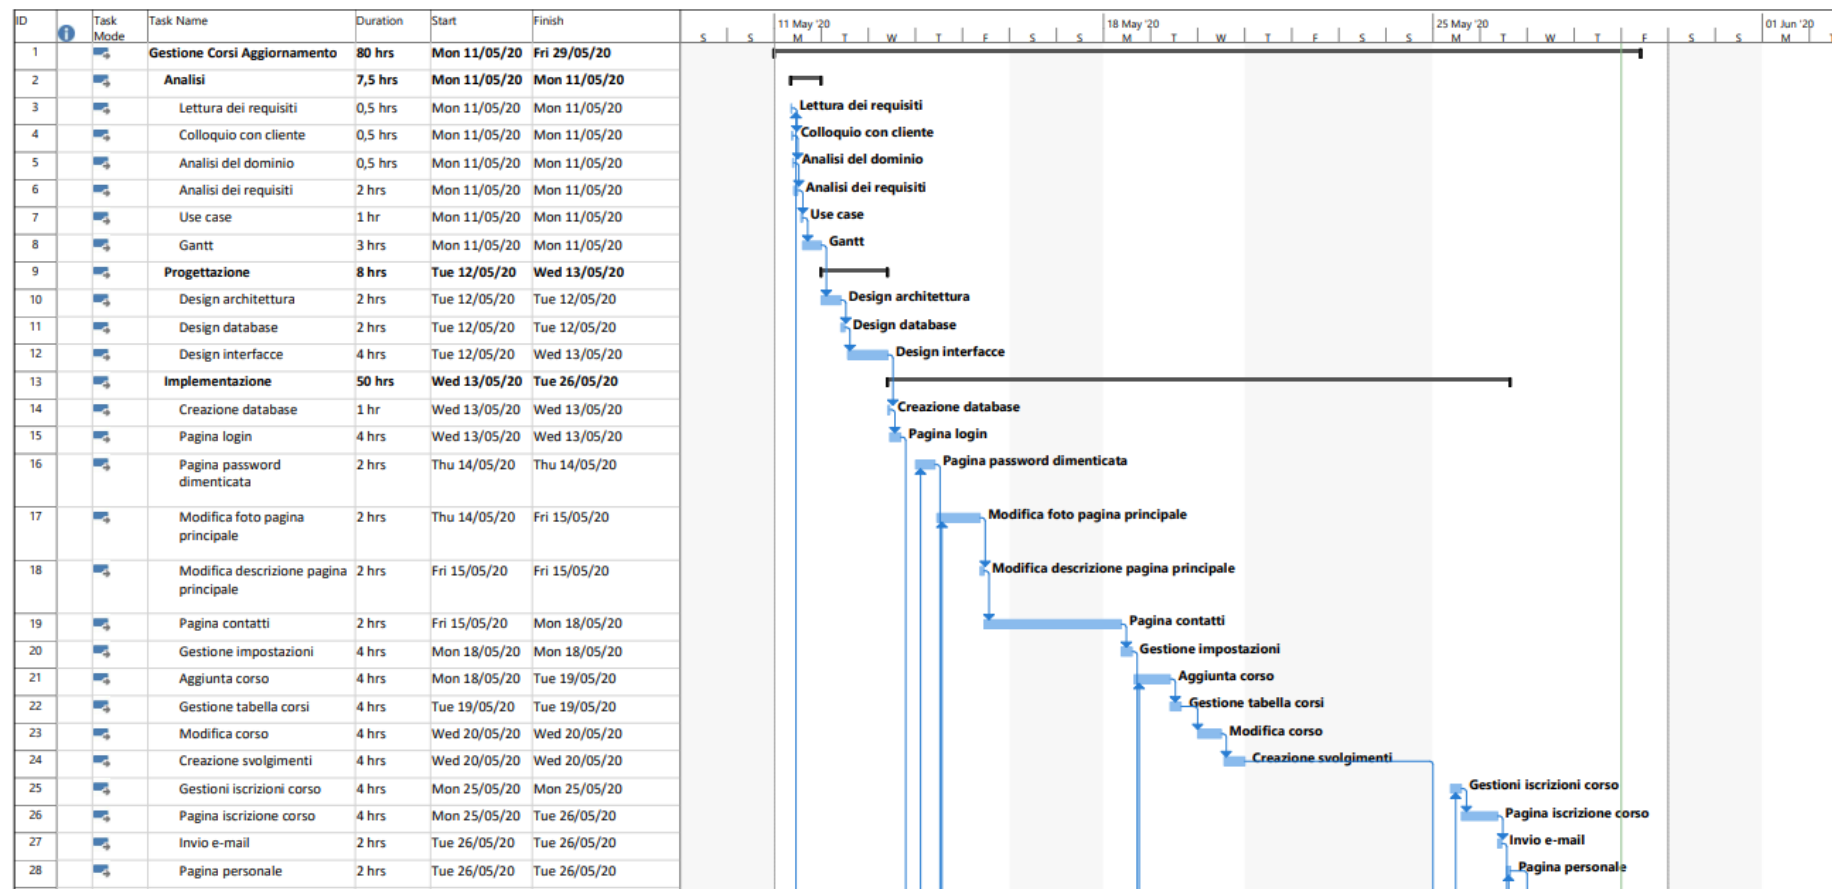 ID Task Mode Task Name Duration Start Finish 11 May '20 18 May '20 25 May '20 01 Jun '20
S S M T W T F S S M T W T F S S M T W T F S S M T
1 Gestione Corsi Aggiornamento 80 hrs Mon 11/05/20 Fri 29/05/20
2 Analisi 7,5 hrs Mon 11/05/20 Mon 11/05/20
3 Lettura dei requisiti 0,5 hrs Mon 11/05/20 Mon 11/05/20 Lettura dei requisiti
4 Colloquio con cliente 0,5 hrs Mon 11/05/20 Mon 11/05/20 Colloquio con cliente
5 Analisi del dominio 0,5 hrs Mon 11/05/20 Mon 11/05/20 Analisi del dominio
6 Analisi dei requisiti 2 hrs Mon 11/05/20 Mon 11/05/20 Analisi dei requisiti
7 Use case 1 hr Mon 11/05/20 Mon 11/05/20 Use case
8 Gantt 3 hrs Mon 11/05/20 Mon 11/05/20 Gantt
9 Progettazione 8 hrs Tue 12/05/20 Wed 13/05/20
10 Design architettura 2 hrs Tue 12/05/20 Tue 12/05/20 Design architettura
11 Design database 2 hrs Tue 12/05/20 Tue 12/05/20 Design database
12 Design interfacce 4 hrs Tue 12/05/20 Wed 13/05/20 Design interfacce
13 Implementazione 50 hrs Wed 13/05/20 Tue 26/05/20
14 Creazione database 1 hr Wed 13/05/20 Wed 13/05/20 Creazione database
15 Pagina login 4 hrs Wed 13/05/20 Wed 13/05/20 Pagina login
16 Pagina password 2 hrs Thu 14/05/20 Thu 14/05/20 Pagina password dimenticata
dimenticata
17 Modifica foto pagina 2 hrs Thu 14/05/20 Fri 15/05/20 Modifica foto pagina principale
principale
18 Modifica descrizione pagina 2 hrs Fri 15/05/20 Fri 15/05/20 Modifica descrizione pagina principale
principale
19 Pagina contatti 2 hrs Fri 15/05/20 Mon 18/05/20 Pagina contatti
20 Gestione impostazioni 4 hrs Mon 18/05/20 Mon 18/05/20 Gestione impostazioni
21 Aggiunta corso 4 hrs Mon 18/05/20 Tue 19/05/20 Aggiunta corso
22 Gestione tabella corsi 4 hrs Tue 19/05/20 Tue 19/05/20 Gestione tabella corsi
23 Modifica corso 4 hrs Wed 20/05/20 Wed 20/05/20 Modifica corso
24 Creazione svolgimenti 4 hrs Wed 20/05/20 Wed 20/05/20 Creazione svolgimenti
25 Gestioni iscrizioni corso 4 hrs Mon 25/05/20 Mon 25/05/20 Gestioni iscrizioni corso
26 Pagina iscrizione corso 4 hrs Mon 25/05/20 Tue 26/05/20 Pagina iscrizione corso
27 Invio e-mail 2 hrs Tue 26/05/20 Tue 26/05/20 Invio e-mail
28 Pagina personale 2 hrs Tue 26/05/20 Tue 26/05/20 Pagina personale